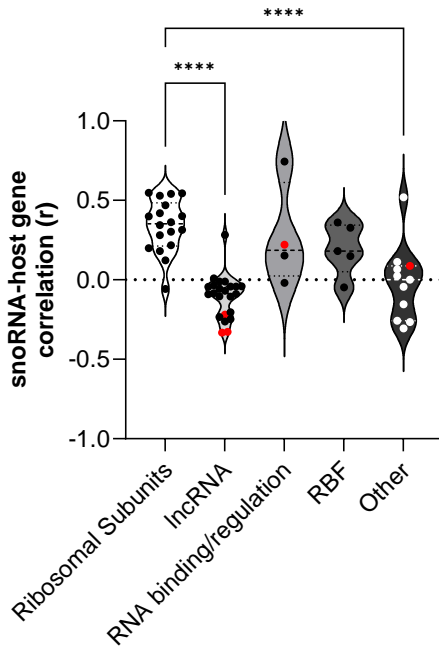 ****
****
snoRNA-host gene
correlation (r)
1.0
0.5
0.0
-0.5
-1.0
Ribosomal Subunits
lncRNA
RNA binding/regulation
RBF
Other